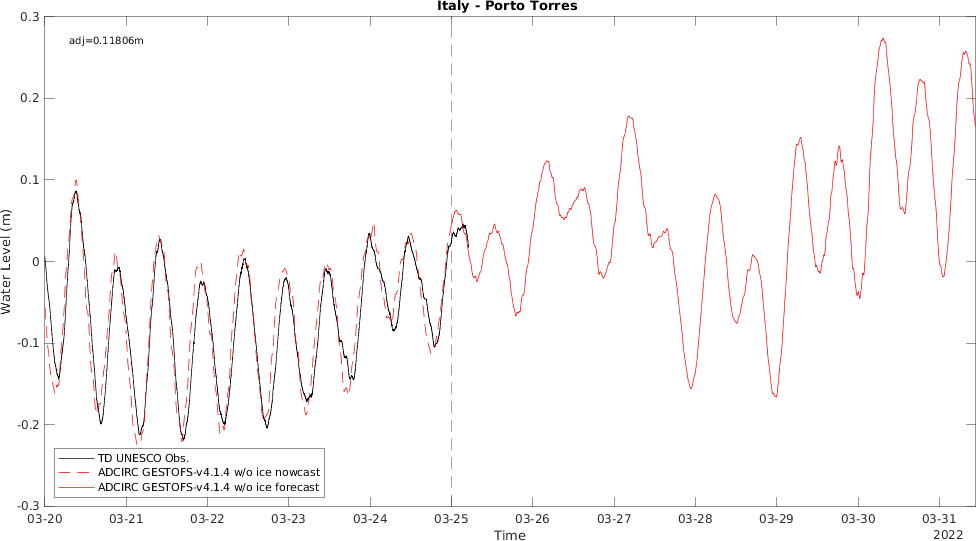 Italy - Porto Torres
adj=0.11806m
0.3
0.2
0.1
0
-0.1
-0.2
-0.3
Water Level (m)
TD UNESCO Obs.
ADCIRC GESTOFS-v4.1.4 w/o ice nowcast
ADCIRC GESTOFS-v4.1.4 w/o ice forecast
03-20 03-21 03-22 03-23 03-24 03-25 03-26 03-27 03-28 03-29 03-30 03-31
Time
2022